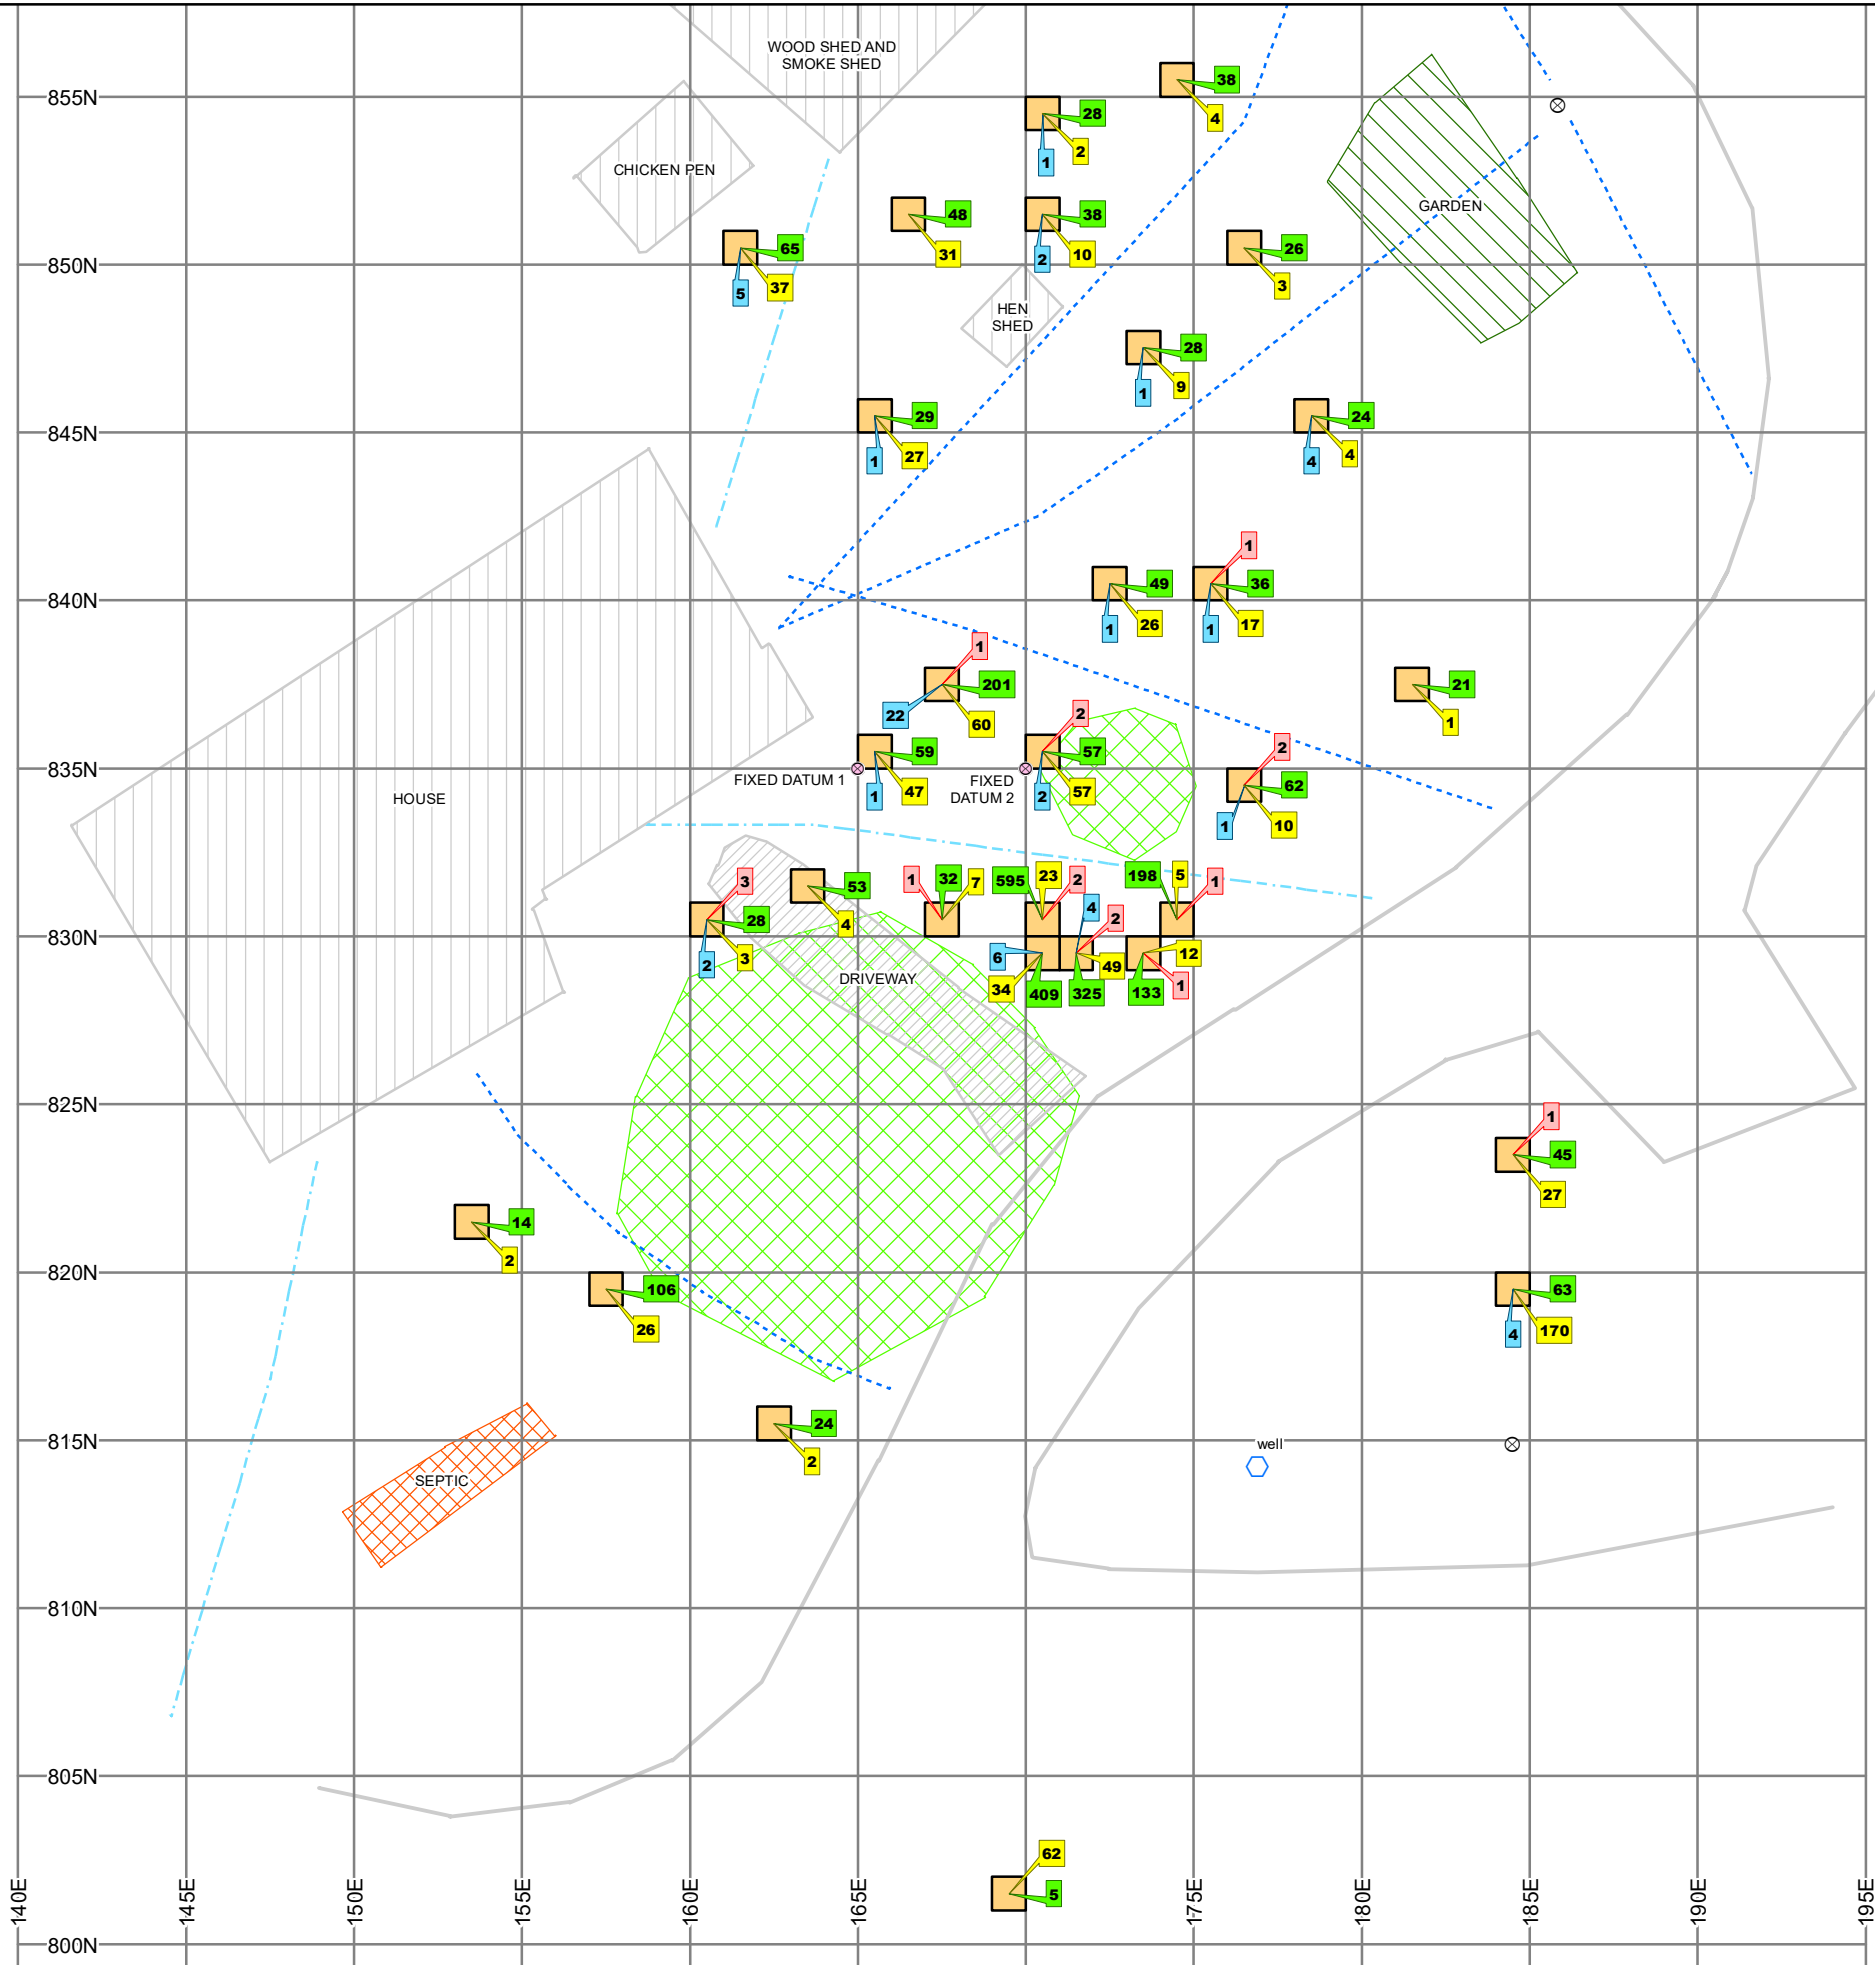 WOOD SHED AND
SMOKE SHED
38
855N
4
28
2
1
CHICKEN PEN
GARDEN
48
38
31
10
2
65
37
5
26
3
850N
HEN
SHED
28
9
1
29
27
1
24
4
4
845N
1
49
36
26
17
1
1
840N
1
201
22
60
21
1
2
59
57
47
57
1
2
2
62
10
1
835N
FIXED DATUM 1
FIXED
DATUM 2
HOUSE
3
28
3
2
53
4
1
32
7
595
23
2
4
2
198
5
1
830N
6
34
409
325
49
133
12
1
DRIVEWAY
825N
1
45
27
14
2
820N
106
26
63
170
4
24
2
815N
well
SEPTIC
810N
805N
62
5
800N
140E
145E
150E
155E
160E
165E
175E
180E
185E
190E
195E